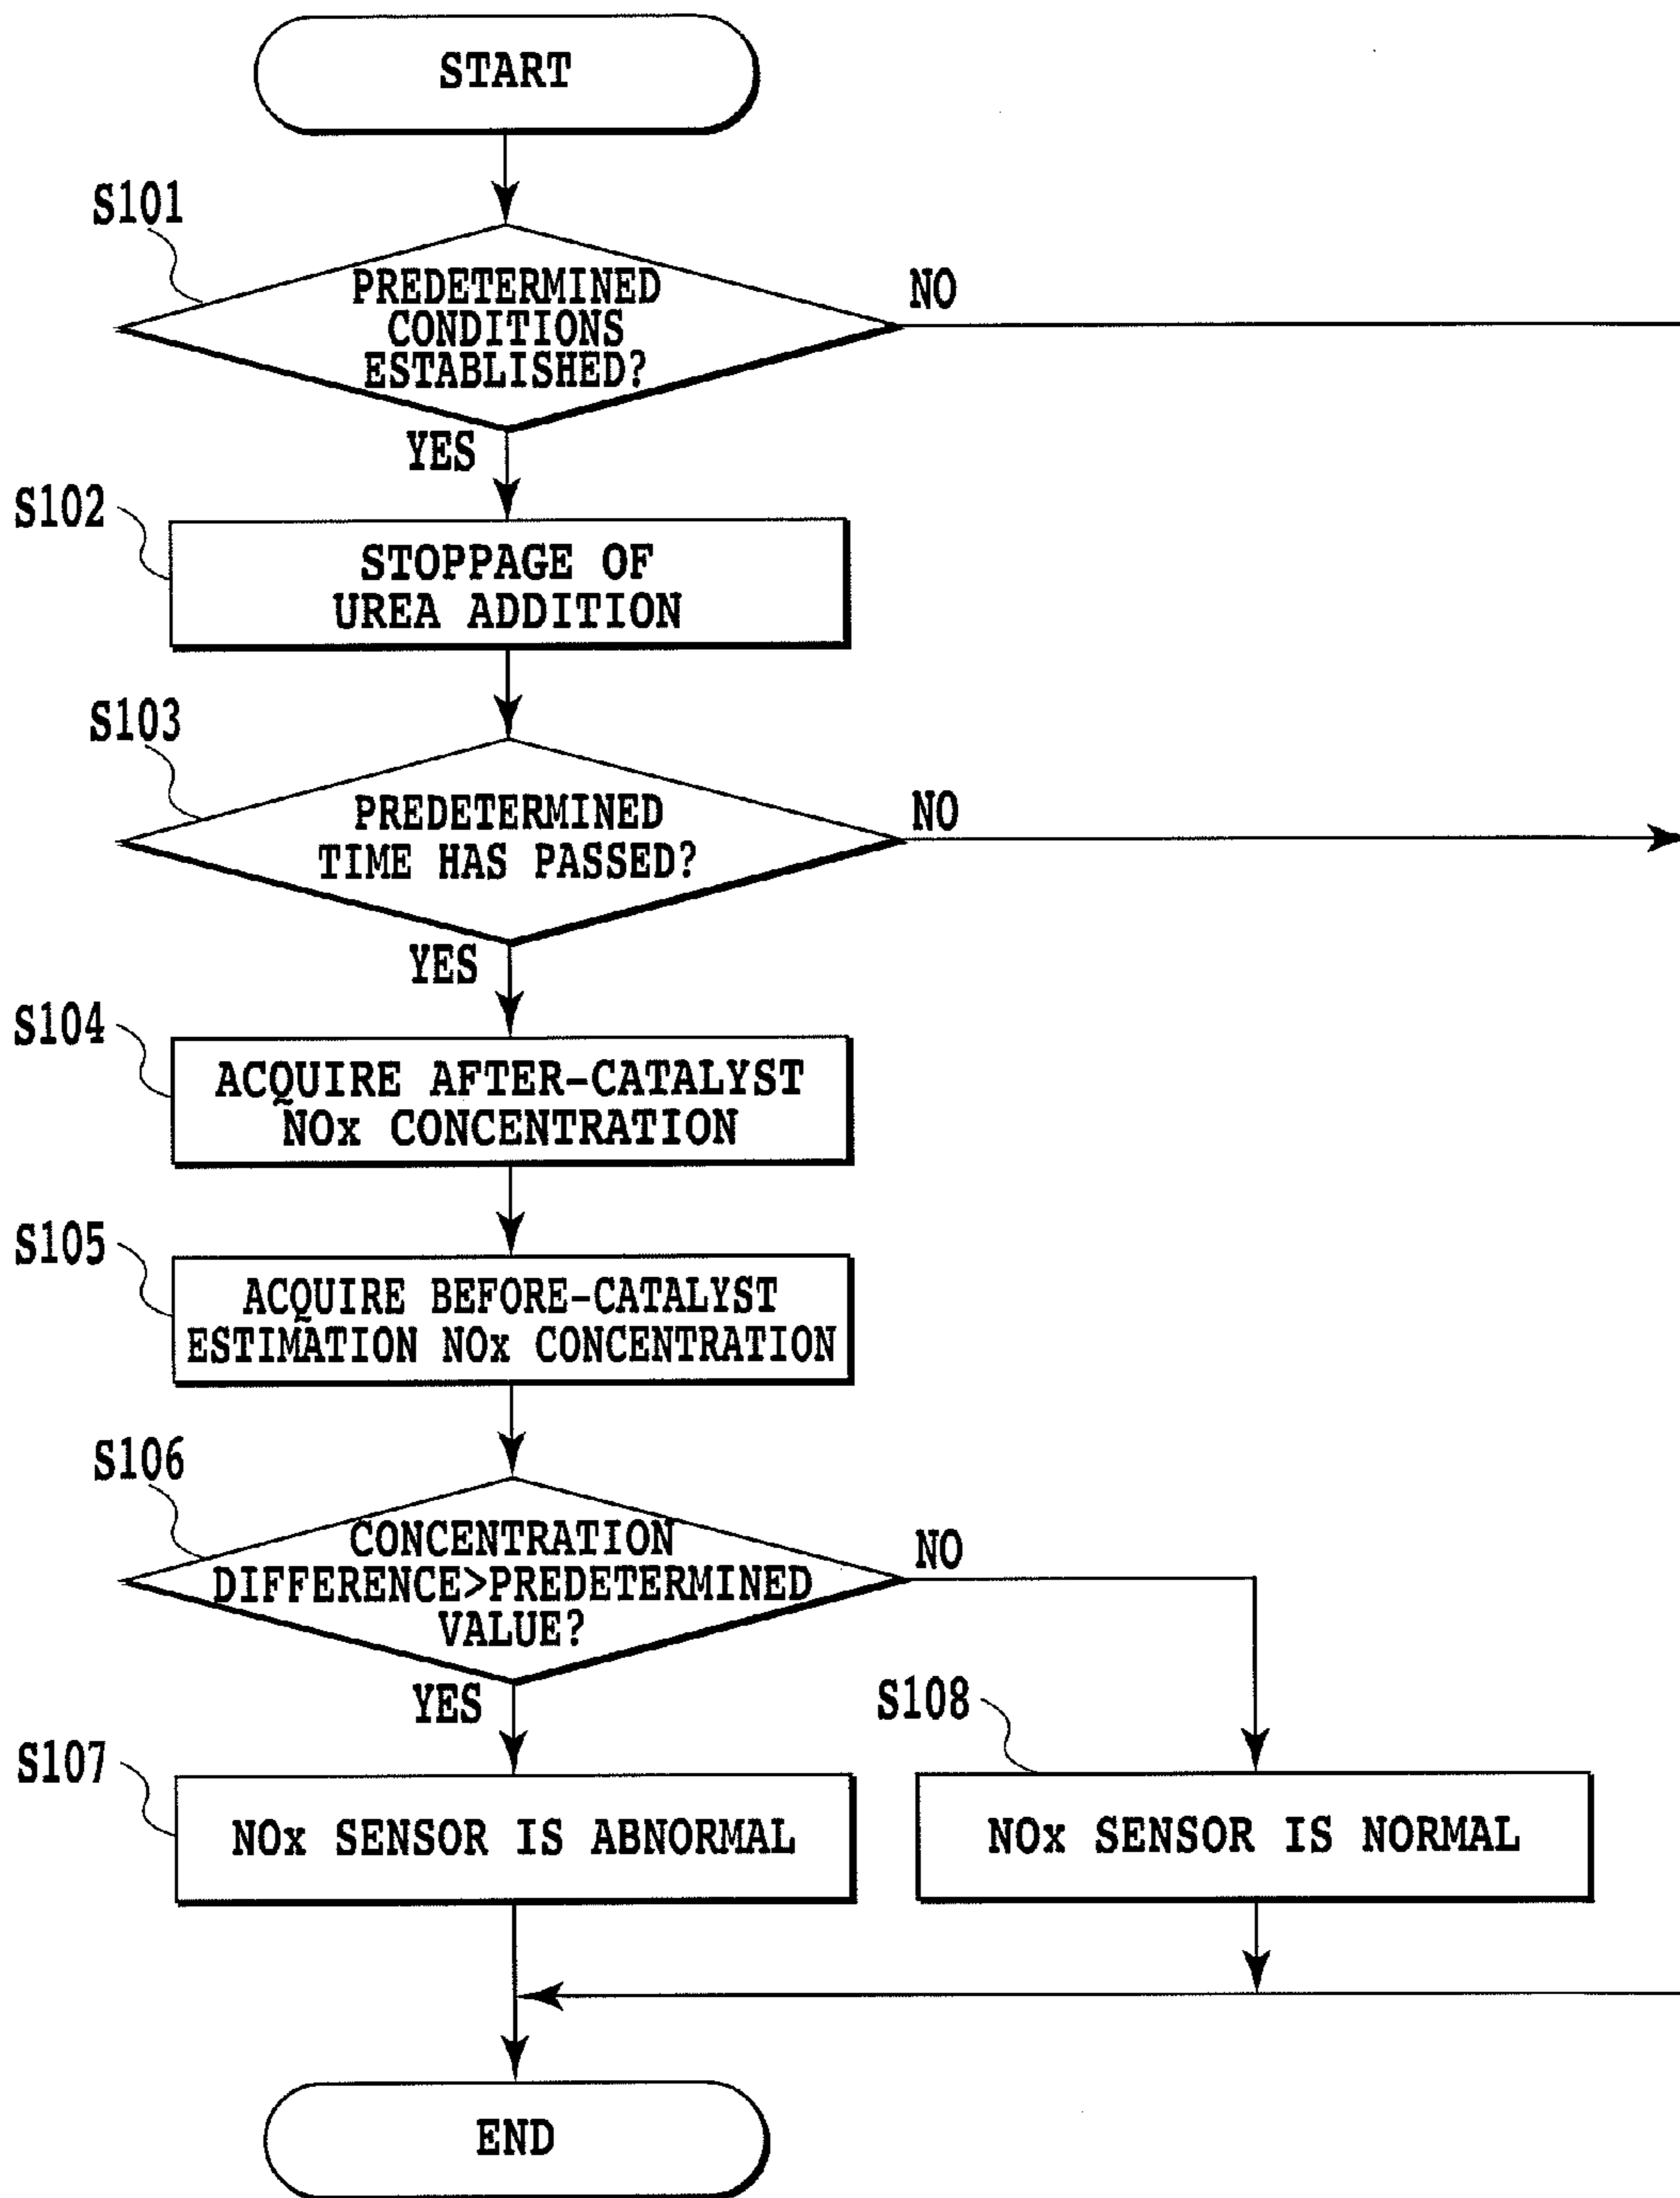 START
S101
PREDETERMINED
CONDITIONS
ESTABLISHED?
NO
YES
S102
STOPPAGE OF
UREA ADDITION
S103
PREDETERMINED
TIME HAS PASSED?
NO
YES
S104
ACQUIRE AFTER-CATALYST
NOx CONCENTRATION
S105
ACQUIRE BEFORE-CATALYST
ESTIMATION NOx CONCENTRATION
S106
CONCENTRATION
DIFFERENCE>PREDETERMINED
VALUE?
NO
YES
S107
NOx SENSOR IS ABNORMAL
S108
NOx SENSOR IS NORMAL
END